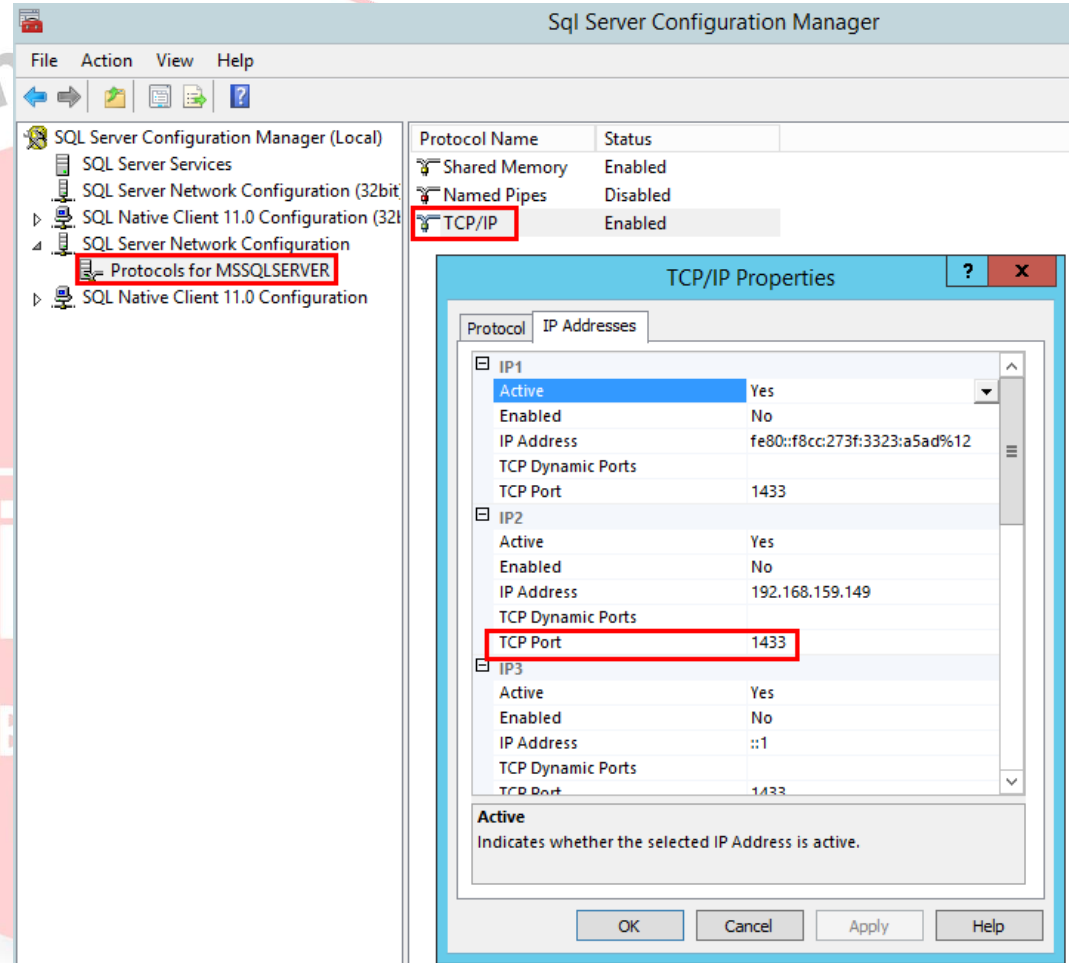 Sql Server Configuration Manager
File Action View Help
SQL Server Configuration Manager (Local)
SQL Server Services
SQL Server Network Configuration (32bit
SQL Native Client 11.0 Configuration (32b
SQL Server Network Configuration
Protocols for MSSQLSERVER
SQL Native Client 11.0 Configuration
Protocol Name Status
Shared Memory Enabled
Named Pipes Disabled
TCP/IP Enabled
TCP/IP Properties ? x
Protocol IP Addresses
IP1
Active Yes
Enabled No
IP Address fe80::f8cc:273f:3323:a5ad%12
TCP Dynamic Ports
TCP Port 1433
IP2
Active Yes
Enabled No
IP Address 192.168.159.149
TCP Dynamic Ports
TCP Port 1433
IP3
Active Yes
Enabled No
IP Address ::1
TCP Dynamic Ports
TCP Port 1433
Active
Indicates whether the selected IP Address is active.
OK Cancel Apply Help